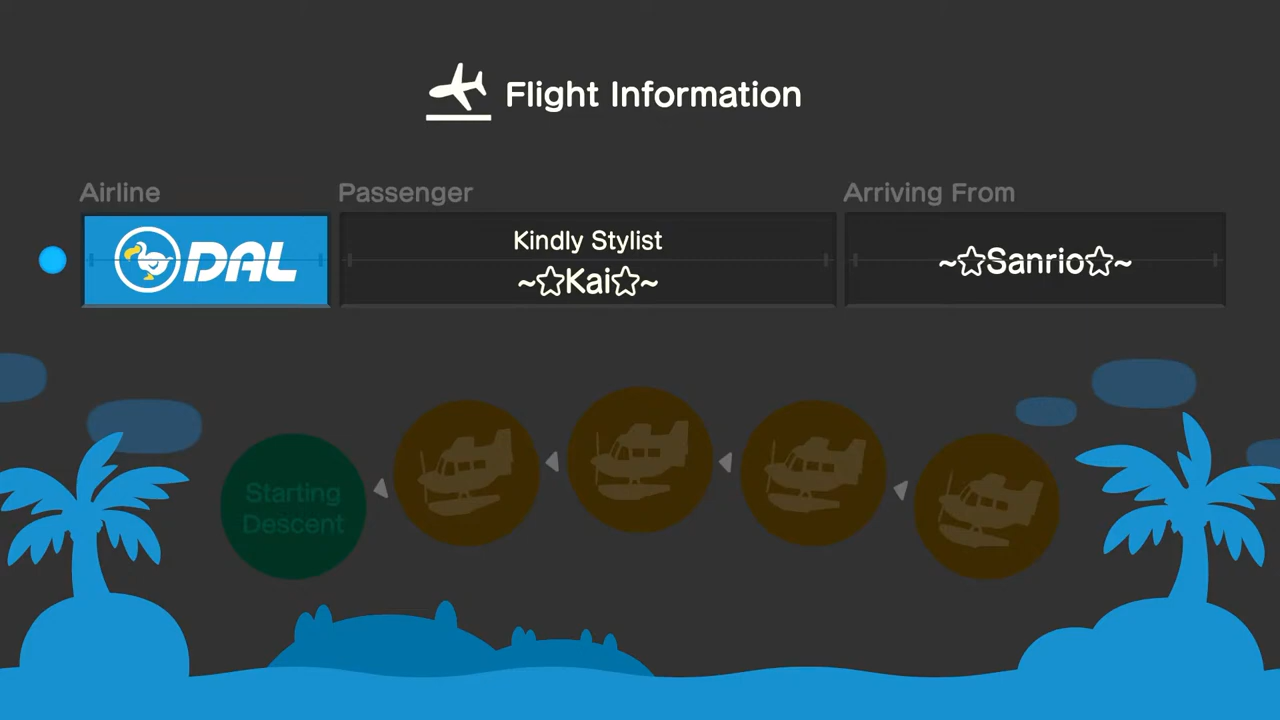 Flight Information
Airline
Passenger
Arriving From
DAL
Kindly Stylist
~☆Kai☆~
~☆Sanrio☆~
Starting
Descent